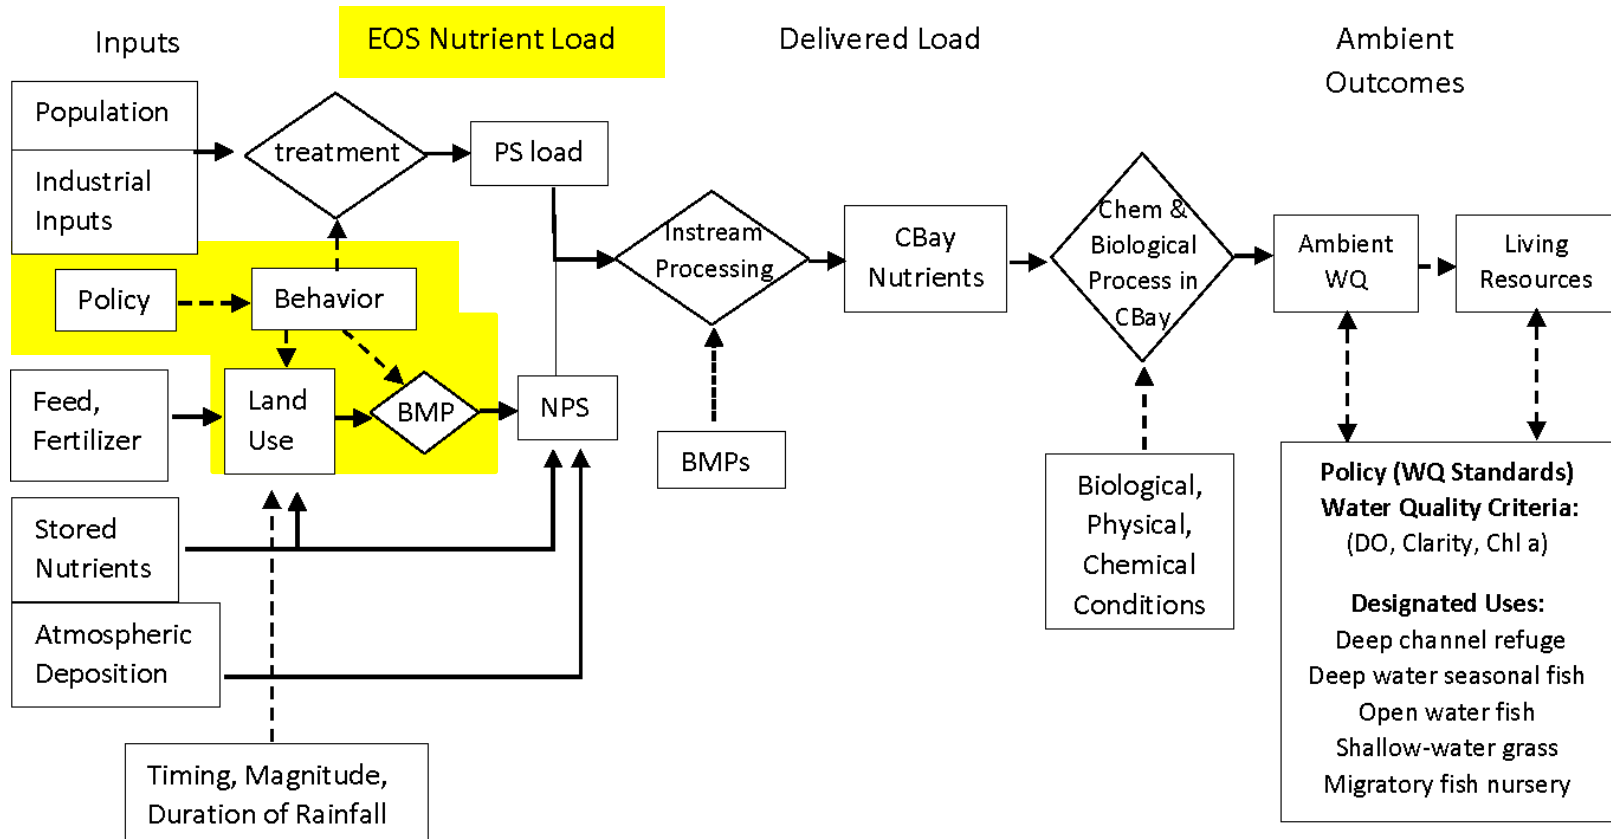 Inputs
EOS Nutrient Load
Delivered Load
Ambient
Outcomes
Population
Industrial
Inputs
treatment
PS load
Policy
Behavior
Feed,
Fertilizer
Land
Use
BMP
NPS
Stored
Nutrients
Atmospheric
Deposition
Timing, Magnitude,
Duration of Rainfall
Instream
Processing
BMPs
CBay
Nutrients
Chem &
Biological
Process in
CBay
Biological,
Physical,
Chemical
Conditions
Ambient
WQ
Living
Resources
Policy (WQ Standards)
Water Quality Criteria:
(DO, Clarity, Chl a)
Designated Uses:
Deep channel refuge
Deep water seasonal fish
Open water fish
Shallow-water grass
Migratory fish nursery